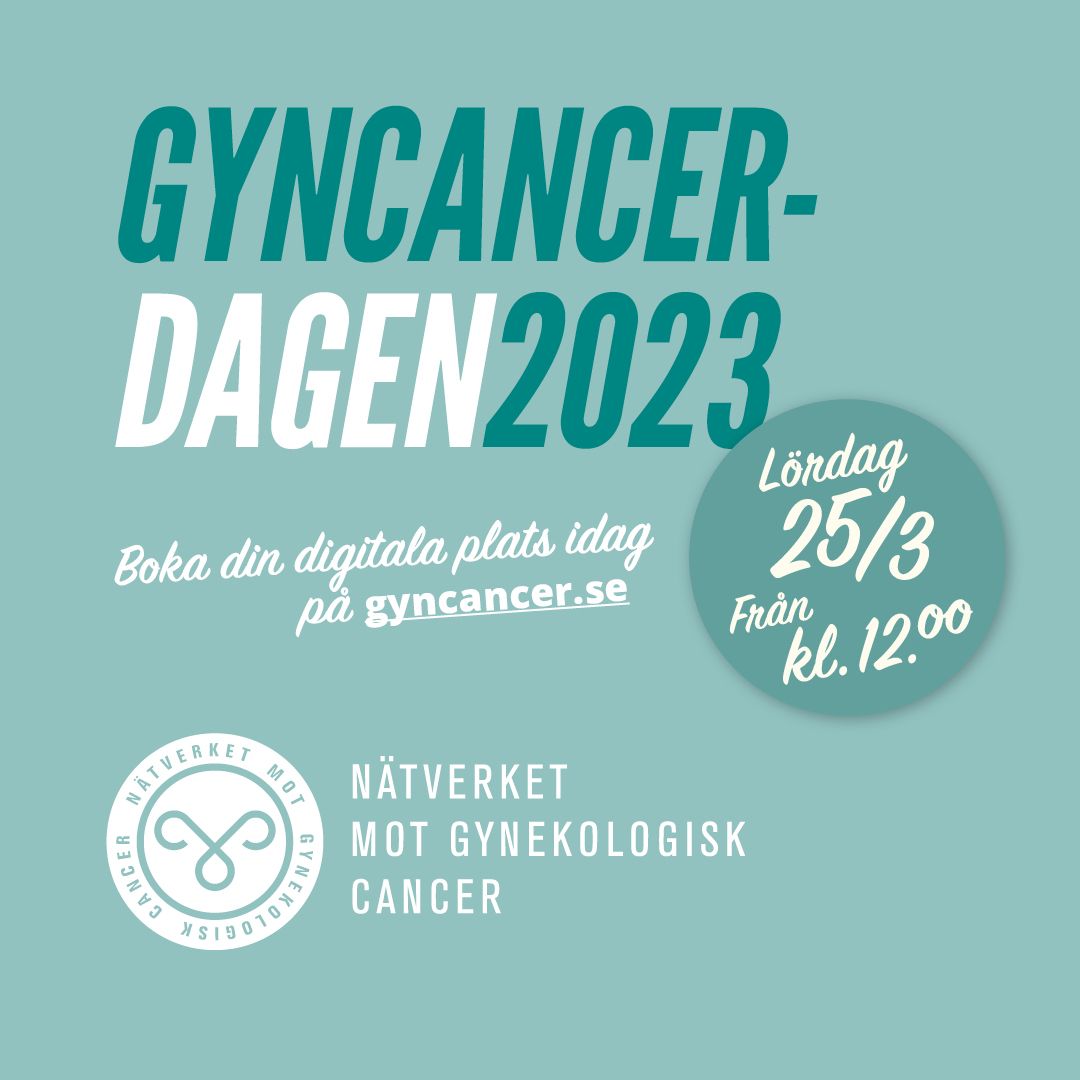 GYNCANCER-
DAGEN2023
Lördag
25/3
Från
kl. 12.00
Boka din digitala plats idag
på gyncancer.se
NÄTVERKET MOT GYNEKOLOGISK CANCER
NÄTVERKET
MOT GYNEKOLOGISK
CANCER